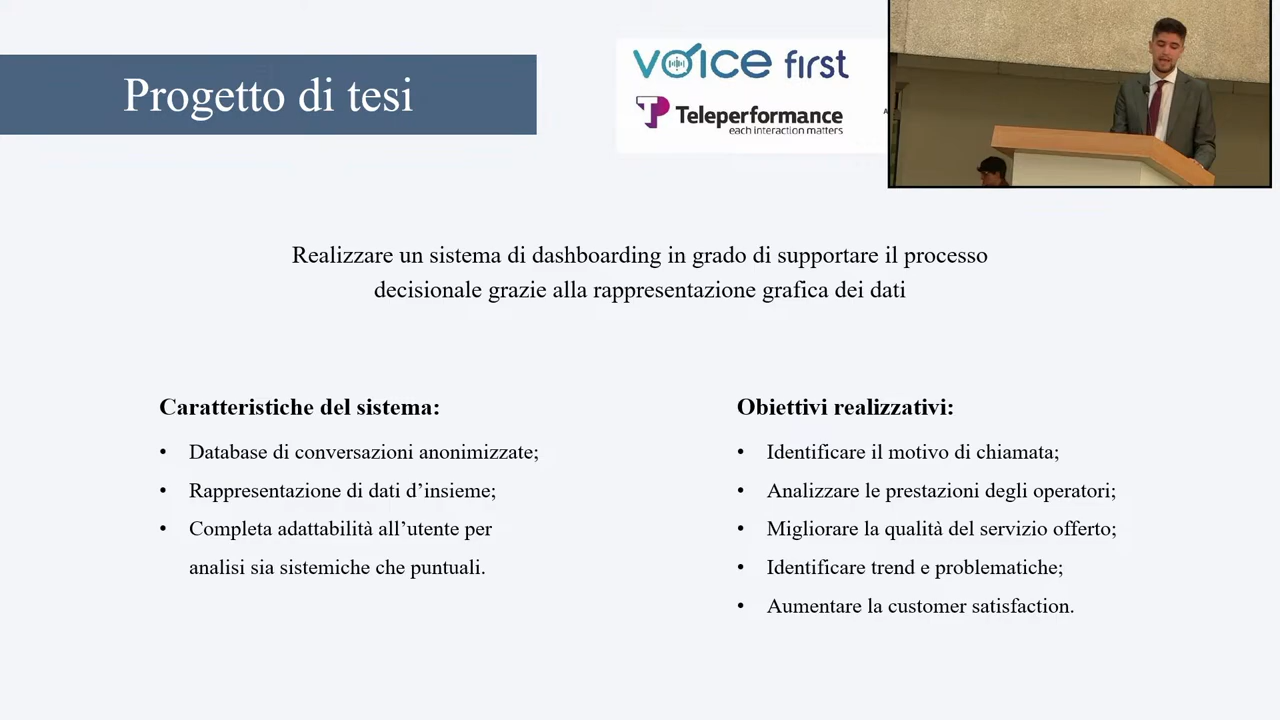 Progetto di tesi
voice first
Teleperformance
each interaction matters
Realizzare un sistema di dashboarding in grado di supportare il processo
decisionale grazie alla rappresentazione grafica dei dati
Caratteristiche del sistema:
• Database di conversazioni anonimizzate;
• Rappresentazione di dati d’insieme;
• Completa adattabilità all’utente per
analisi sia sistemiche che puntuali.
Obiettivi realizzativi:
• Identificare il motivo di chiamata;
• Analizzare le prestazioni degli operatori;
• Migliorare la qualità del servizio offerto;
• Identificare trend e problematiche;
• Aumentare la customer satisfaction.